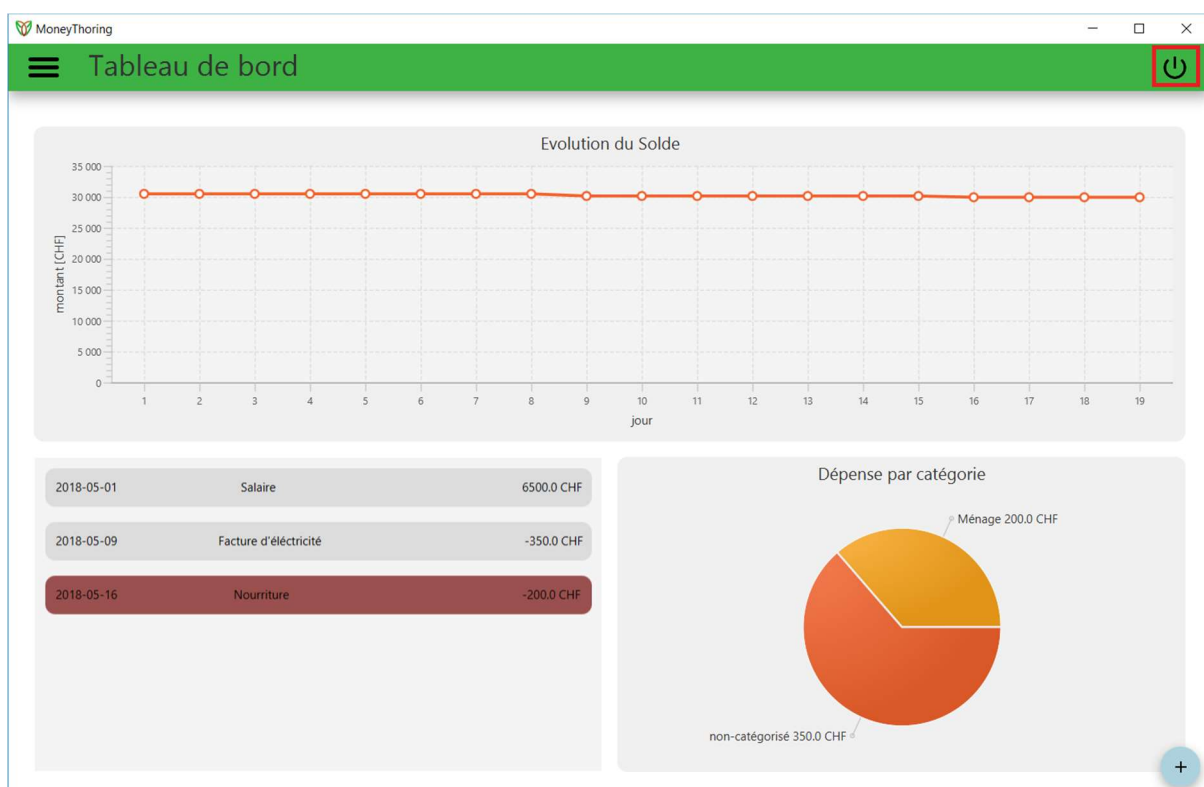 MoneyThoring
Tableau de bord
Evolution du Solde
35 000
30 000
25 000
20 000
15 000
10 000
5 000
0
montant [CHF]
1 2 3 4 5 6 7 8 9 10 11 12 13 14 15 16 17 18 19
jour
2018-05-01 Salaire 6500.0 CHF
2018-05-09 Facture d'éléctricité -350.0 CHF
2018-05-16 Nourriture -200.0 CHF
Dépense par catégorie
Ménage 200.0 CHF
non-catégorisé 350.0 CHF
+